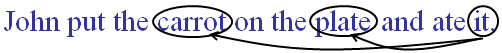 John put the carrot on the plate and ate it.